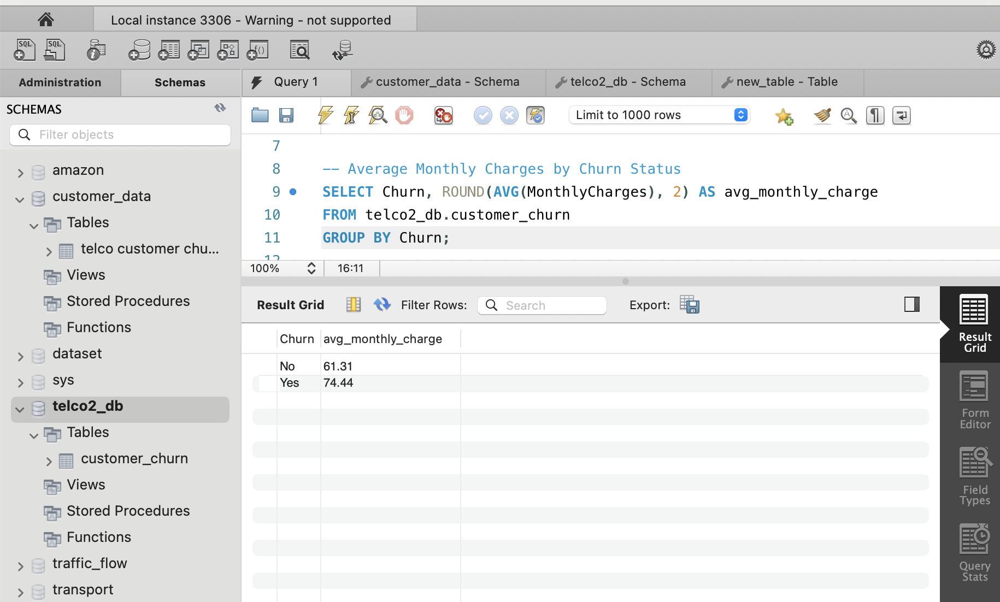 Local instance 3306 - Warning - not supported
SQL SQL
Administration Schemas Query 1 customer_data - Schema telco2_db - Schema new_table - Table
SCHEMAS
Filter objects
Limit to 1000 rows
amazon
customer_data
Tables
telco customer chu...
Views
Stored Procedures
Functions
dataset
sys
telco2_db
Tables
customer_churn
Views
Stored Procedures
Functions
traffic_flow
transport
7
8 -- Average Monthly Charges by Churn Status
9 SELECT Churn, ROUND(AVG(MonthlyCharges), 2) AS avg_monthly_charge
10 FROM telco2_db.customer_churn
11 GROUP BY Churn;
12
100% 16:11
Result Grid Filter Rows: Search Export:
Churn avg_monthly_charge
No 61.31
Yes 74.44
Result
Grid
Form
Editor
Field
Types
Query
Stats